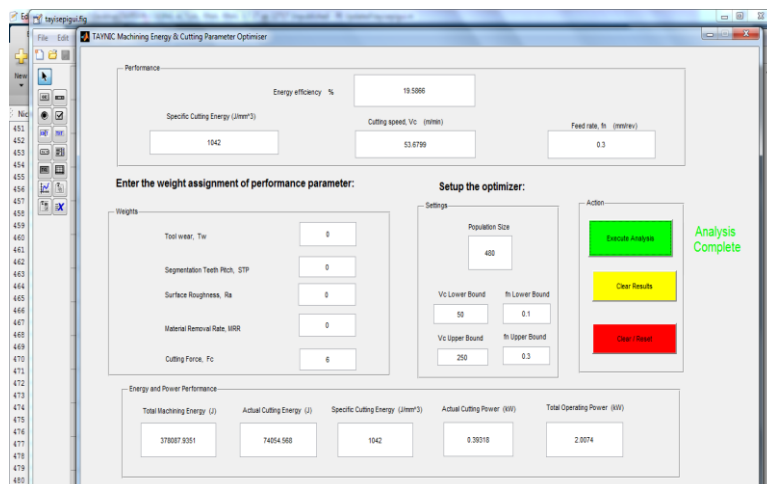 tayisepigui.fig
TAYNIC Machining Energy & Cutting Parameter Optimiser
File Edit
New
Performance
Energy efficiency %
19.5866
Specific Cutting Energy (J/mm^3)
Cutting speed, Vc (m/min)
Feed rate, fn (mm/rev)
1042
53.6799
0.3
Enter the weight assignment of performance parameter:
Setup the optimizer:
Weights
Settings
Action
Tool wear, Tw
0
Segmentation Teeth Pitch, STP
0
Surface Roughness, Ra
0
Material Removal Rate, MRR
0
Cutting Force, Fc
6
Population Size
480
Vc Lower Bound
fn Lower Bound
50
0.1
Vc Upper Bound
fn Upper Bound
250
0.3
Execute Analysis
Analysis
Complete
Clear Results
Clear / Reset
Energy and Power Performance
Total Machining Energy (J)
Actual Cutting Energy (J)
Specific Cutting Energy (J/mm^3)
Actual Cutting Power (kW)
Total Operating Power (kW)
378087.9351
74054.568
1042
0.39318
2.0074
451
452
453
454
455
456
457
458
459
460
461
462
463
464
465
466
467
468
469
470
471
472
473
474
475
476
477
478
479
480